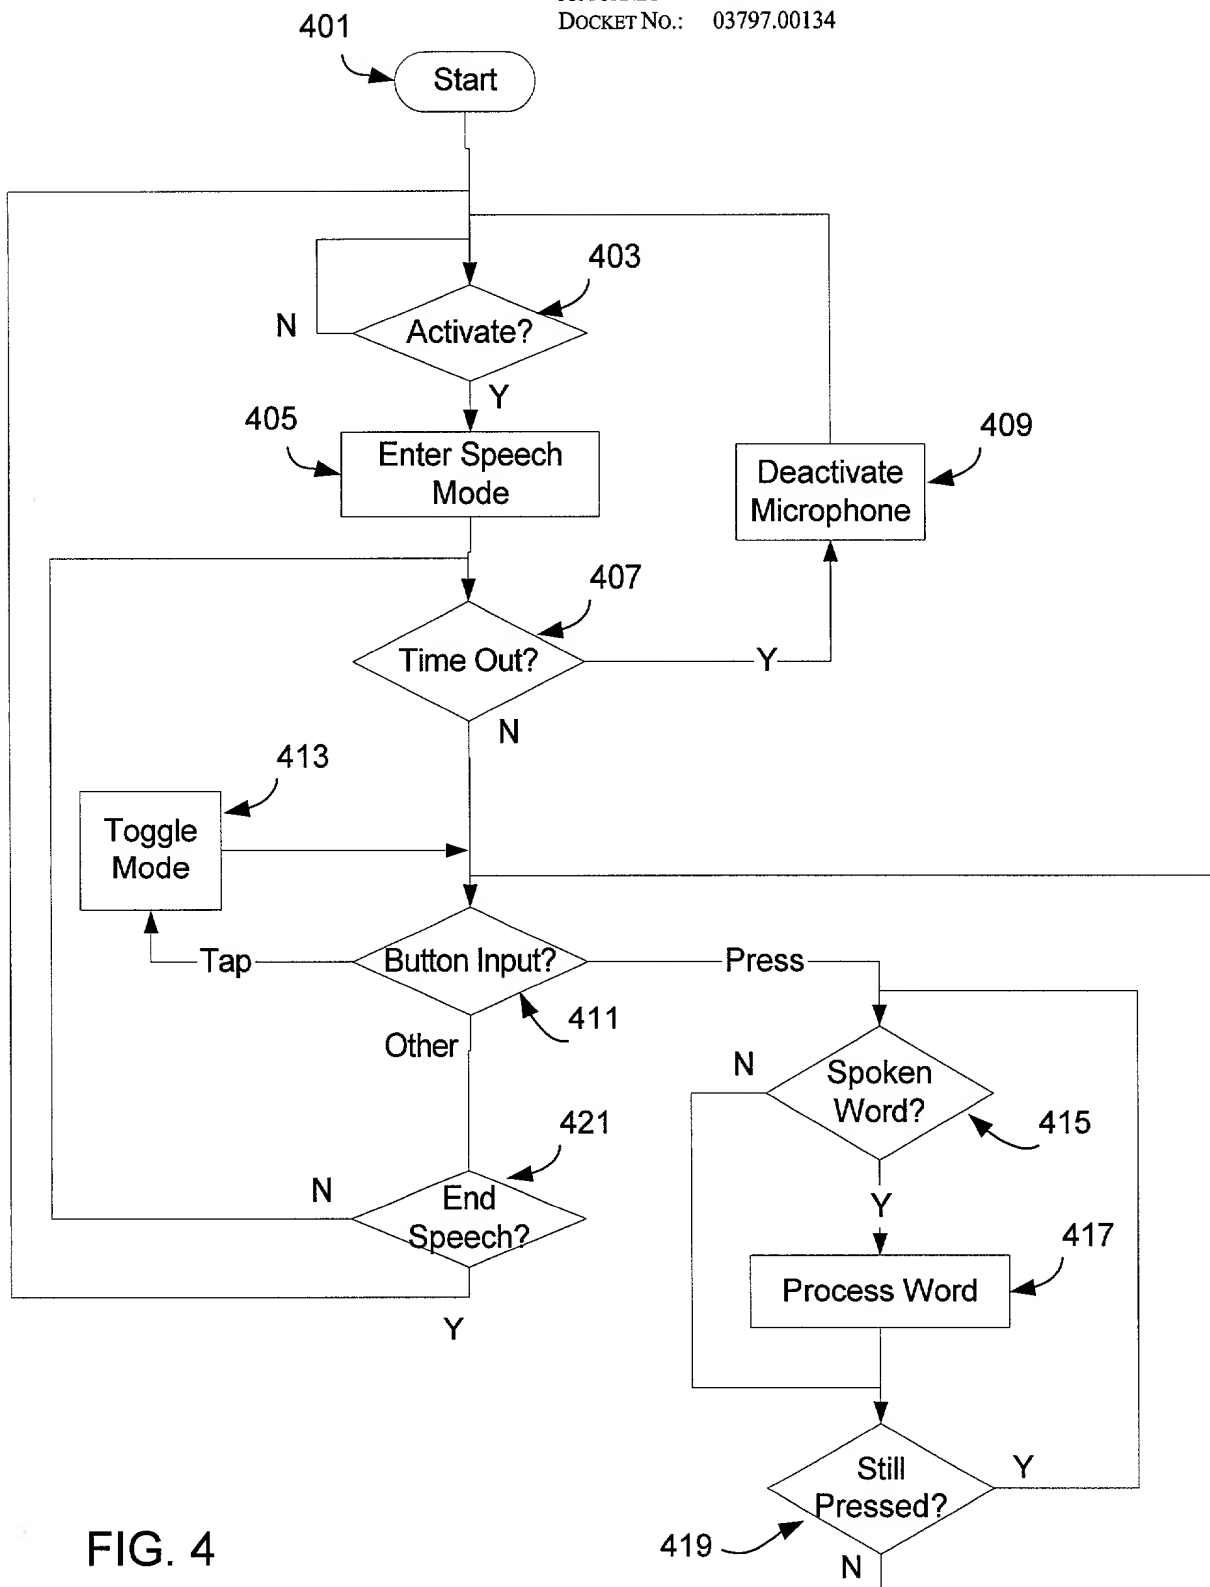 DOCKET NO.: 03797.00134
401
Start
403
N
Activate?
Y
405
Enter Speech
Mode
409
Deactivate
Microphone
407
Time Out?
Y
N
413
Toggle
Mode
Tap
Button Input?
Press
411
Other
N
Spoken
Word?
415
421
N
End
Speech?
Y
Y
417
Process Word
Still
Pressed?
Y
419
N
FIG. 4